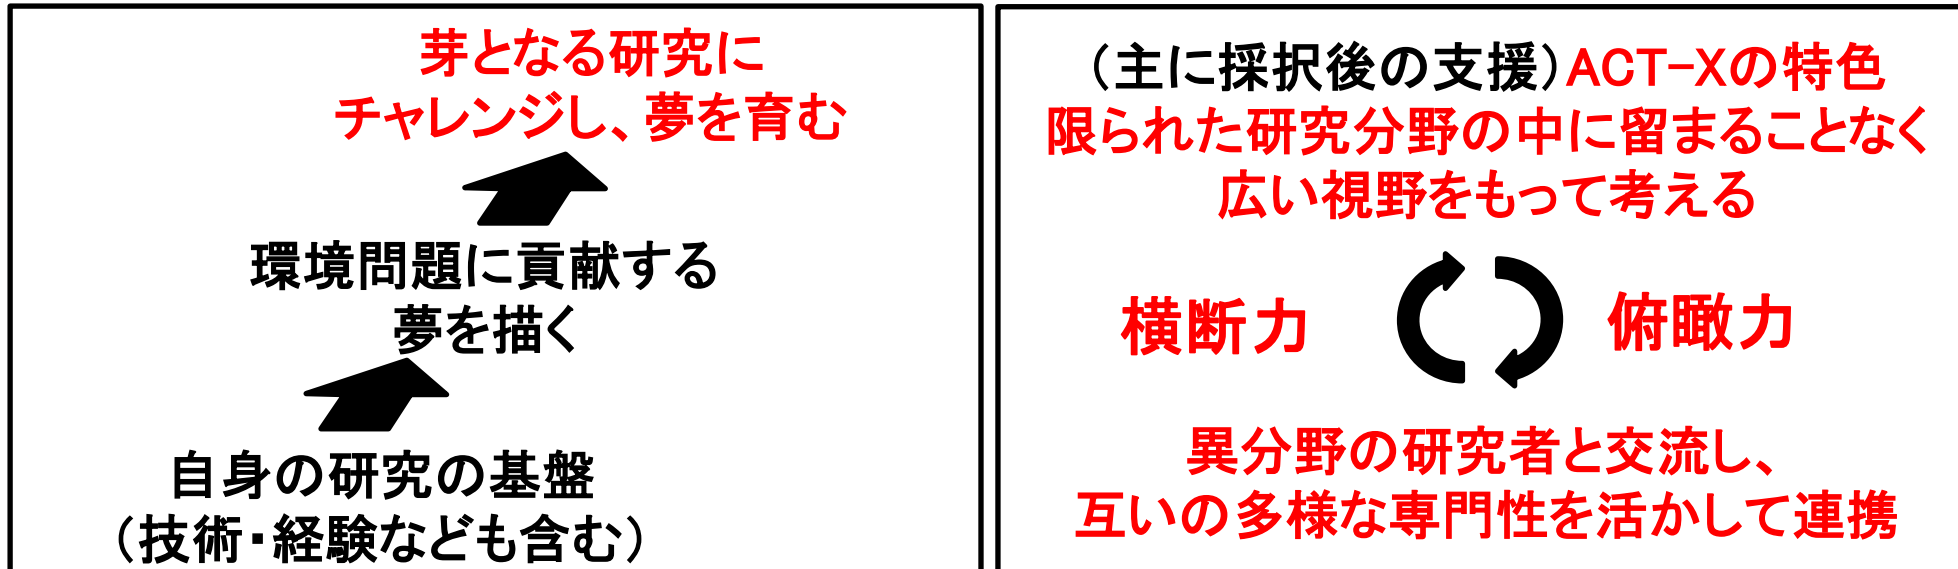 芽となる研究に
チャレンジし、夢を育む
環境問題に貢献する
夢を描く
自身の研究の基盤
（技術・経験なども含む）
（主に採択後の支援）ACT-Xの特色
限られた研究分野の中に留まることなく
広い視野をもって考える
横断力
俯瞰力
異分野の研究者と交流し、
互いの多様な専門性を活かして連携